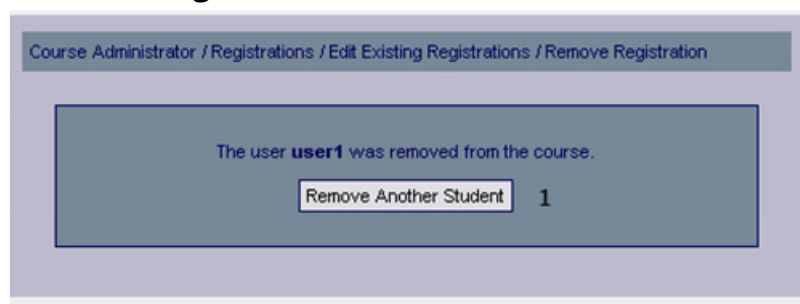 Course Administrator / Registrations / Edit Existing Registrations / Remove Registration
The user user1 was removed from the course.
Remove Another Student 1